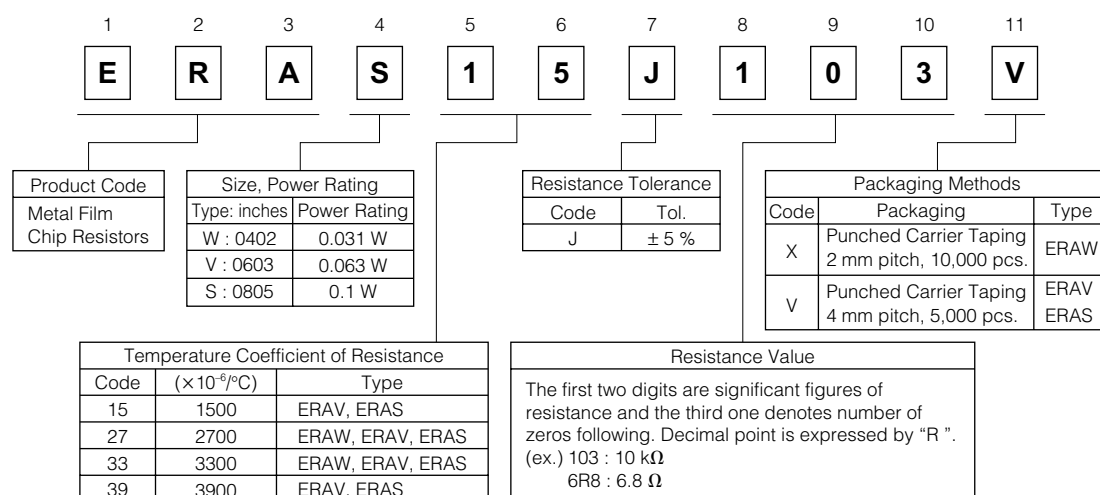 1 2 3 4 5 6 7 8 9 10 11
E R A S 1 5 J 1 0 3 V
Product Code
Metal Film
Chip Resistors
Size, Power Rating
Type: inches Power Rating
W : 0402 0.031 W
V : 0603 0.063 W
S : 0805 0.1 W
Resistance Tolerance
Code Tol.
J ± 5 %
Packaging Methods
Code Packaging Type
X Punched Carrier Taping
2 mm pitch, 10,000 pcs. ERAW
V Punched Carrier Taping ERAV
4 mm pitch, 5,000 pcs. ERAS
Temperature Coefficient of Resistance
Code (×10⁻⁶/°C) Type
15 1500 ERAV, ERAS
27 2700 ERAW, ERAV, ERAS
33 3300 ERAW, ERAV, ERAS
39 3900 ERAV, ERAS
Resistance Value
The first two digits are significant figures of
resistance and the third one denotes number of
zeros following. Decimal point is expressed by “R ”.
(ex.) 103 : 10 kΩ
6R8 : 6.8 Ω